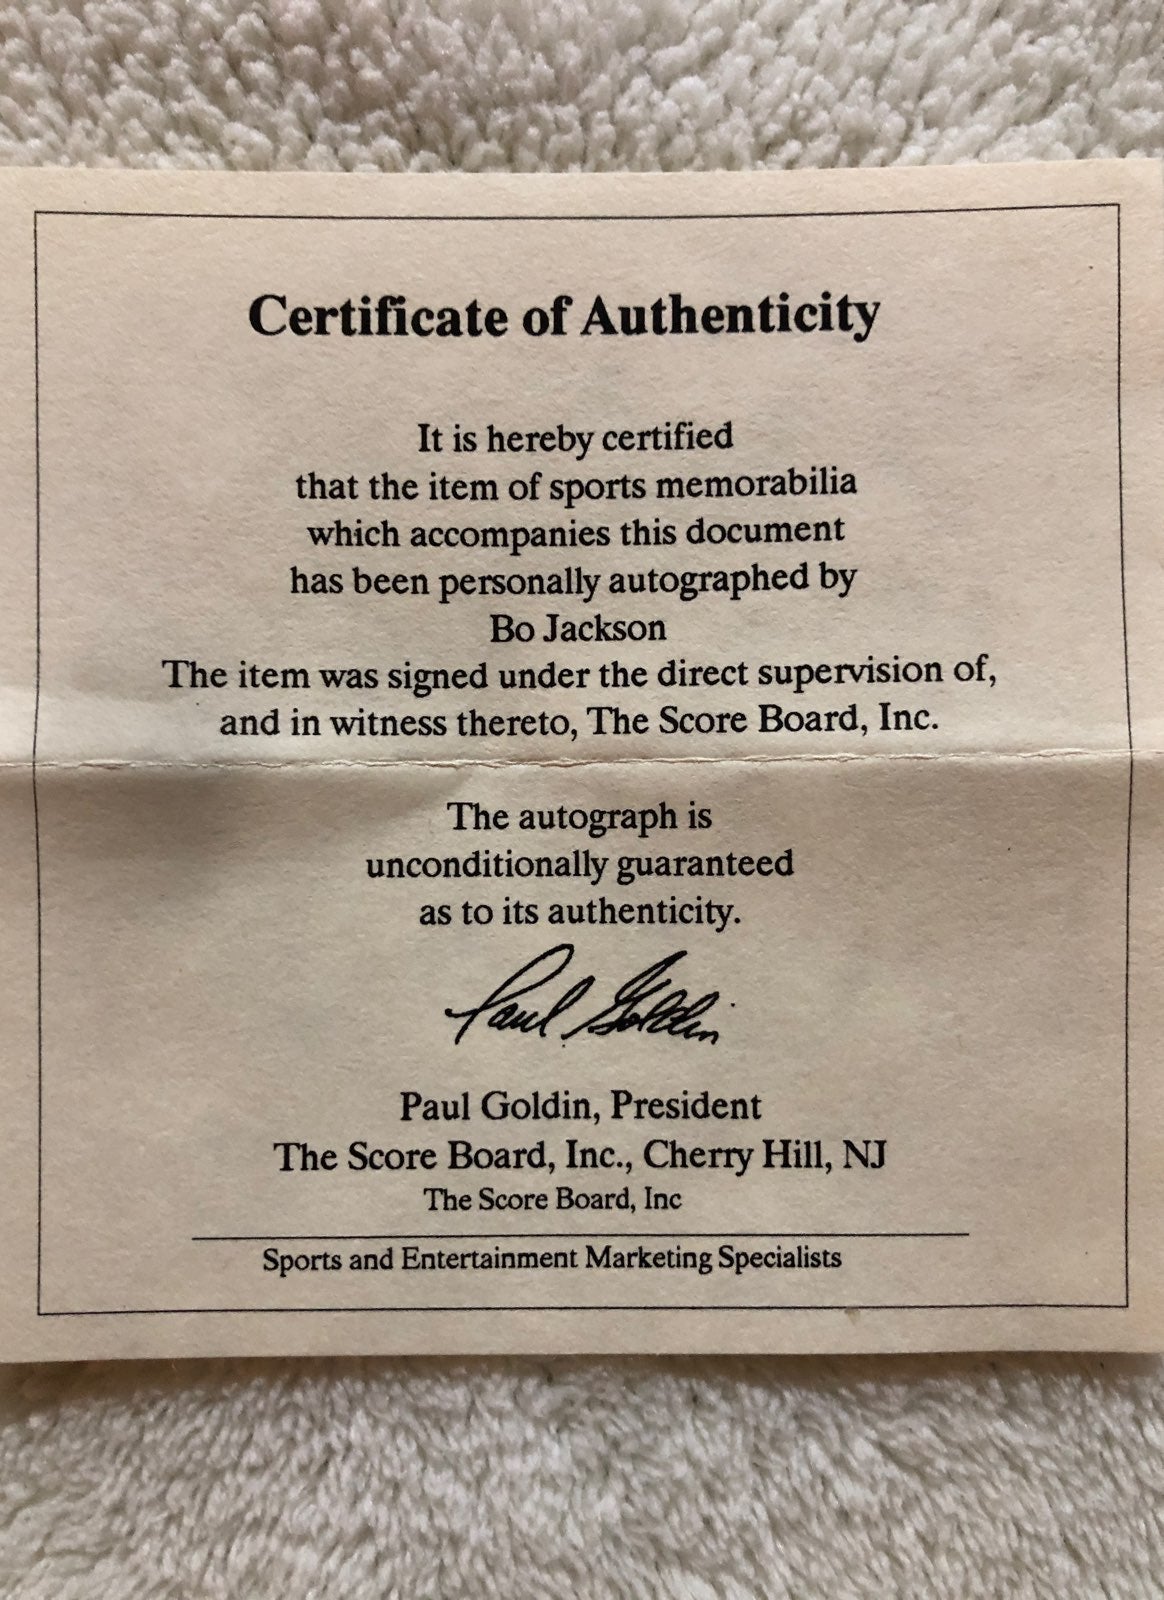 Certificate of Authenticity
It is hereby certified
that the item of sports memorabilia
which accompanies this document
has been personally autographed by
Bo Jackson
The item was signed under the direct supervision of,
and in witness thereto, The Score Board, Inc.
The autograph is
unconditionally guaranteed
as to its authenticity.
Paul Goldin
Paul Goldin, President
The Score Board, Inc., Cherry Hill, NJ
The Score Board, Inc
Sports and Entertainment Marketing Specialists